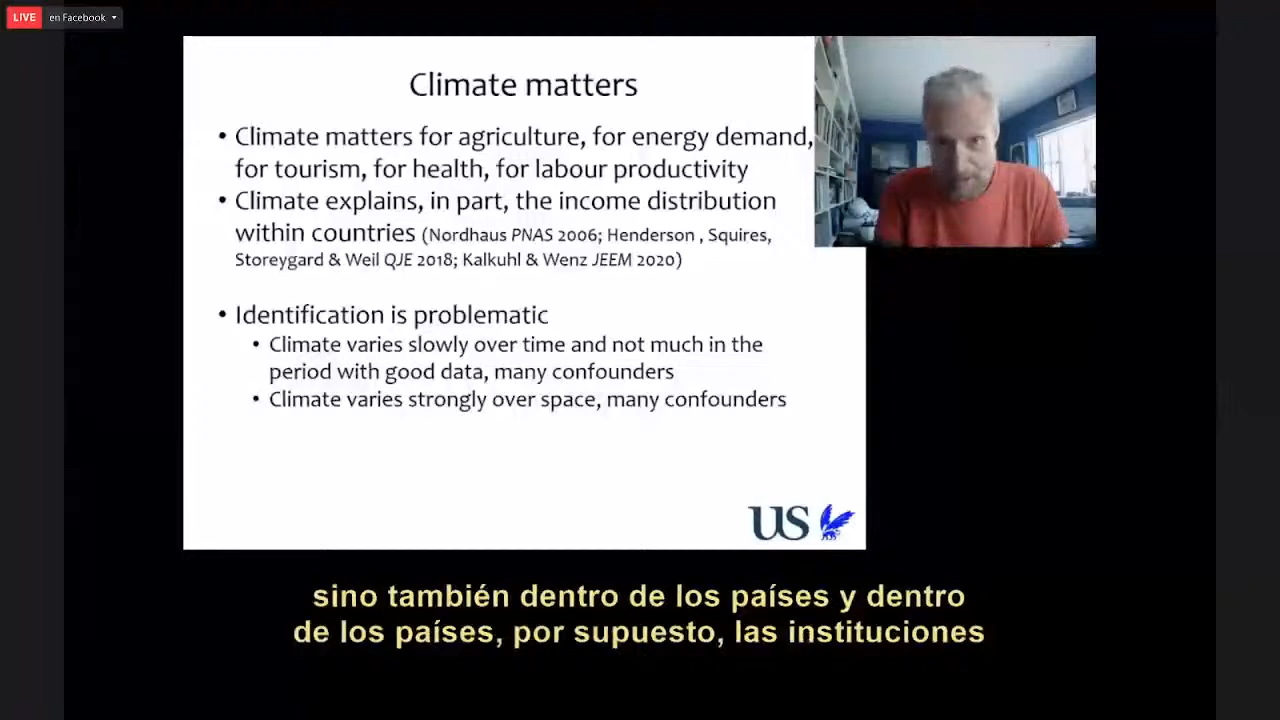 LIVE en Facebook
Climate matters
• Climate matters for agriculture, for energy demand,
for tourism, for health, for labour productivity
• Climate explains, in part, the income distribution
within countries (Nordhaus PNAS 2006; Henderson , Squires,
Storeygard & Weil QJE 2018; Kalkuhl & Wenz JEEM 2020)
• Identification is problematic
• Climate varies slowly over time and not much in the
period with good data, many confounders
• Climate varies strongly over space, many confounders
US
sino también dentro de los países y dentro
de los países, por supuesto, las instituciones